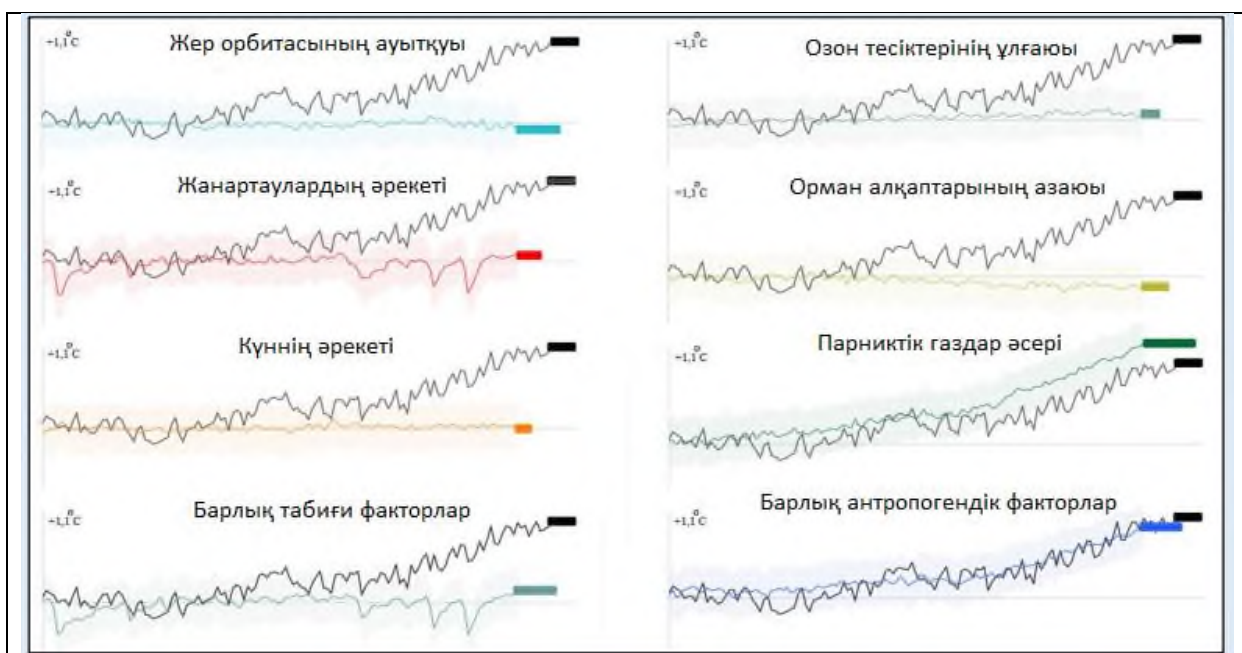 +1,1°C Жер орбитасының ауытқуы
+1,1°C Озон тесіктерінің ұлғаюы
+1,1°C Жанартаулардың әрекеті
+1,1°C Орман алқаптарының азаюы
+1,1°C Күннің әрекеті
+1,1°C Парниктік газдар әсері
+1,1°C Барлық табиғи факторлар
+1,1°C Барлық антропогендік факторлар